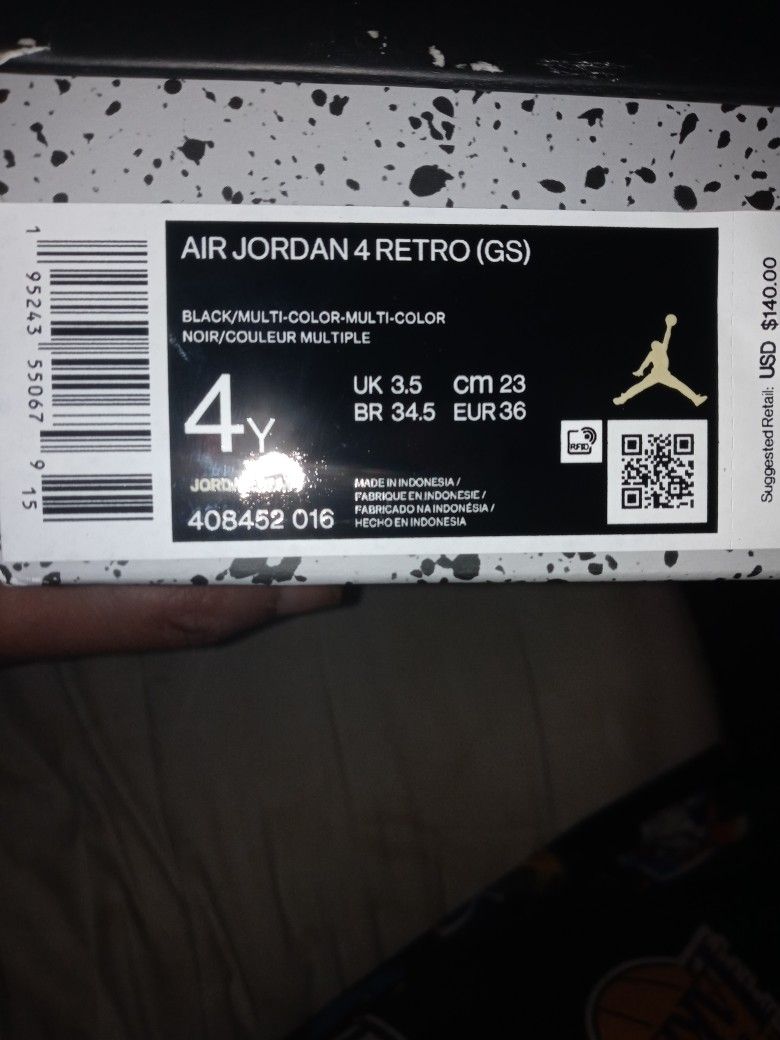 AIR JORDAN 4 RETRO (GS)
BLACK/MULTI-COLOR-MULTI-COLOR
NOIR/COULEUR MULTIPLE
4Y
UK 3.5 cm 23
BR 34.5 EUR 36
408452 016
MADE IN INDONESIA /
FABRIQUE EN INDONESIE /
FABRICADO NA INDONÉSIA /
HECHO EN INDONESIA
RFID
1 95243 55067 9 15
Suggested Retail: USD $140.00